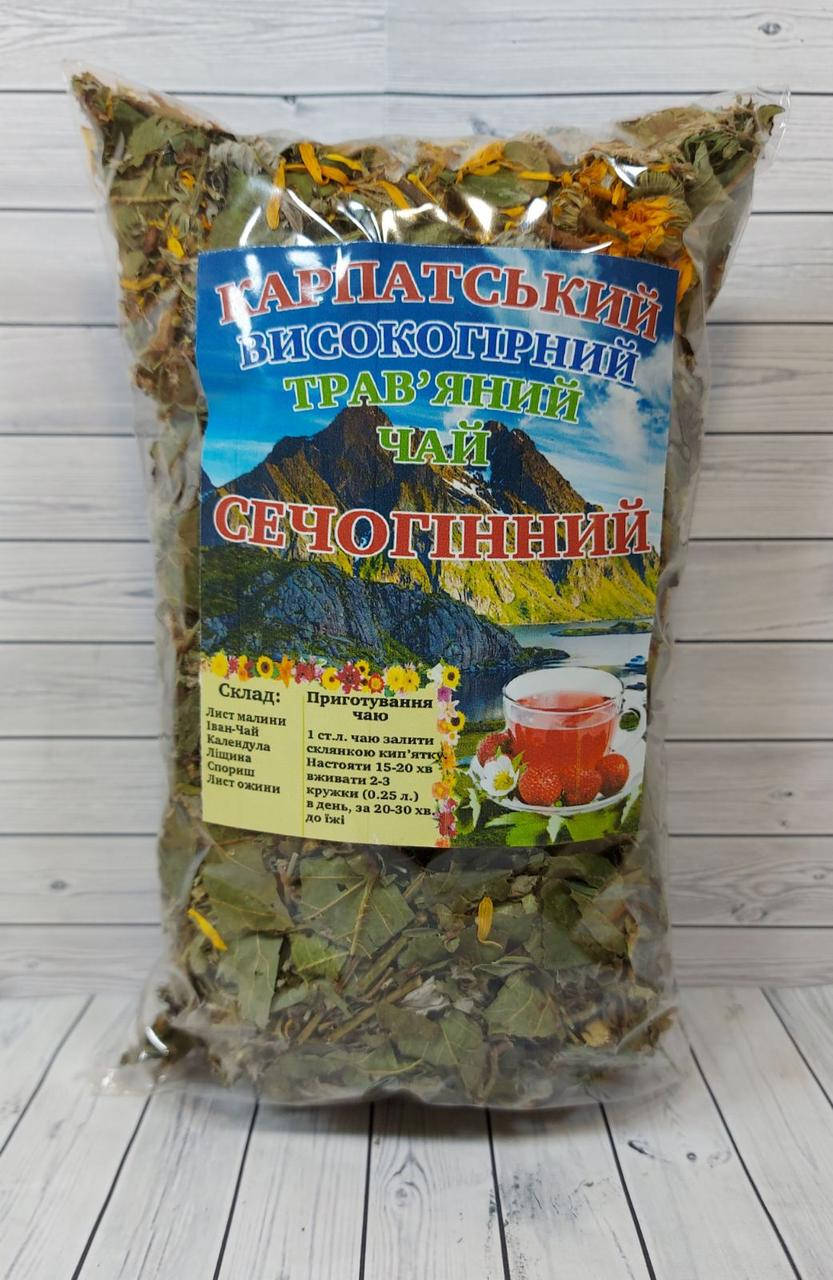 КАРПАТСЬКИЙ
ВИСОКОГІРНИЙ
ТРАВ’ЯНИЙ
ЧАЙ
СЕЧОГІННИЙ
Склад:
Лист малини
Іван-Чай
Календула
Ліщина
Спориш
Лист ожини
Приготування
чаю
1 ст.л. чаю залити
склянкою кип’ятку.
Настояти 15-20 хв
вживати 2-3
кружки (0.25 л.)
в день, за 20-30 хв.
до їжі